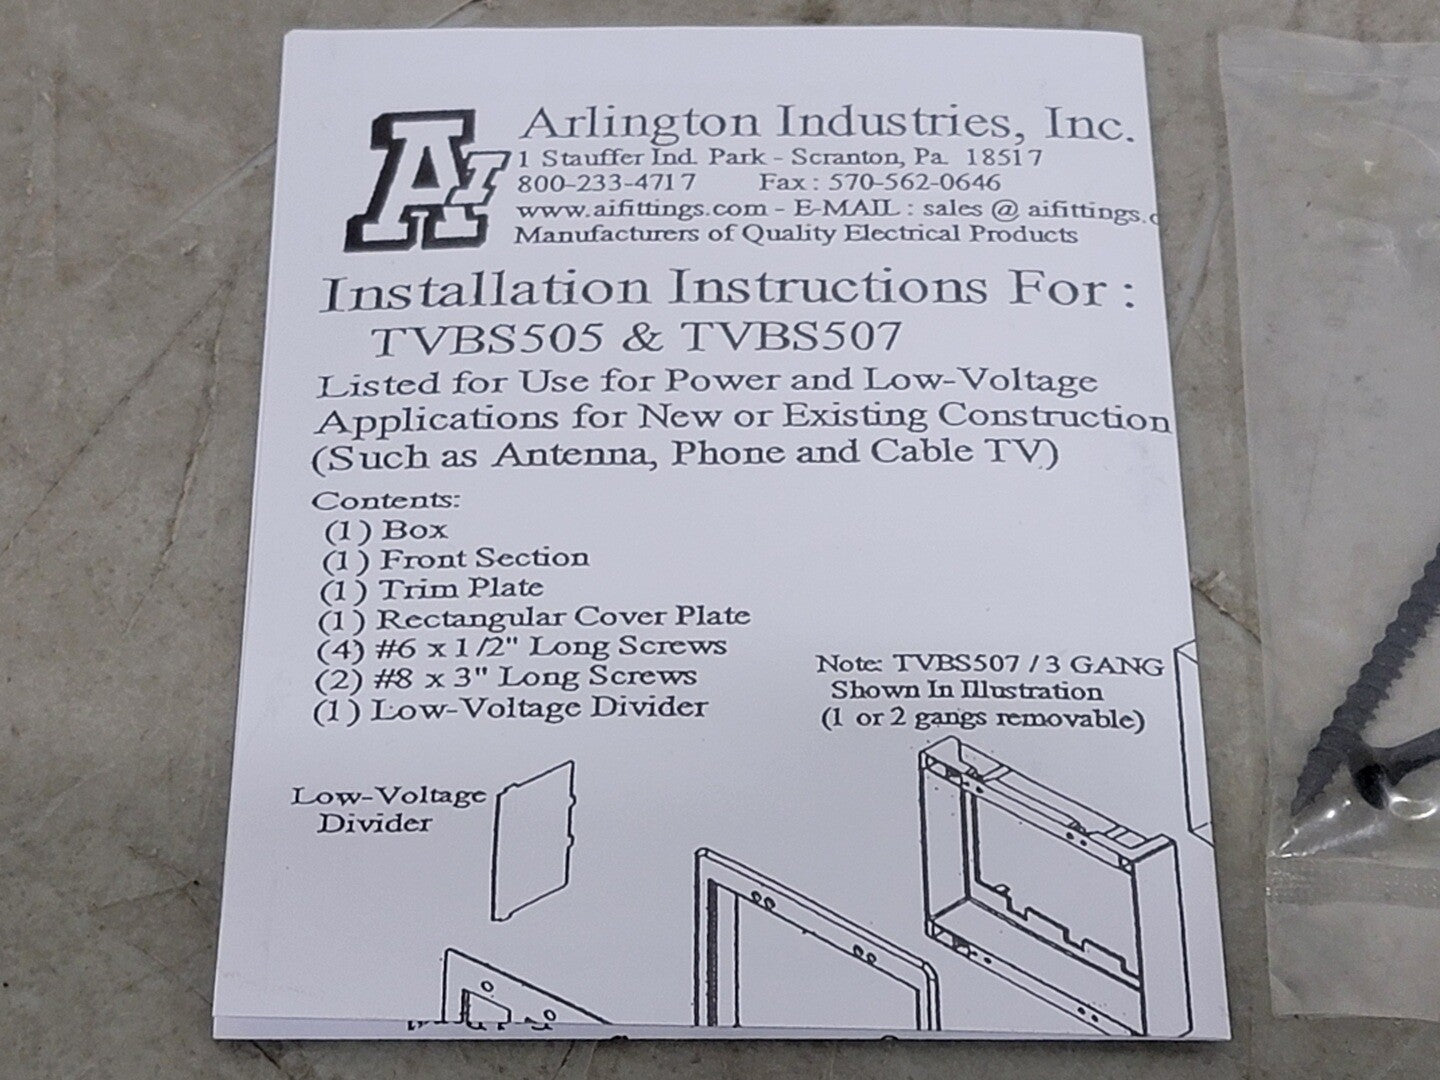 AI
Arlington Industries, Inc.
1 Stauffer Ind. Park - Scranton, Pa. 18517
800-233-4717 Fax : 570-562-0646
www.aifittings.com - E-MAIL : sales @ aifittings.c
Manufacturers of Quality Electrical Products
Installation Instructions For :
TVBS505 & TVBS507
Listed for Use for Power and Low-Voltage
Applications for New or Existing Construction
(Such as Antenna, Phone and Cable TV)
Contents:
(1) Box
(1) Front Section
(1) Trim Plate
(1) Rectangular Cover Plate
(4) #6 x 1/2" Long Screws
(2) #8 x 3" Long Screws
(1) Low-Voltage Divider
Note: TVBS507 / 3 GANG
Shown In Illustration
(1 or 2 gangs removable)
Low-Voltage
Divider